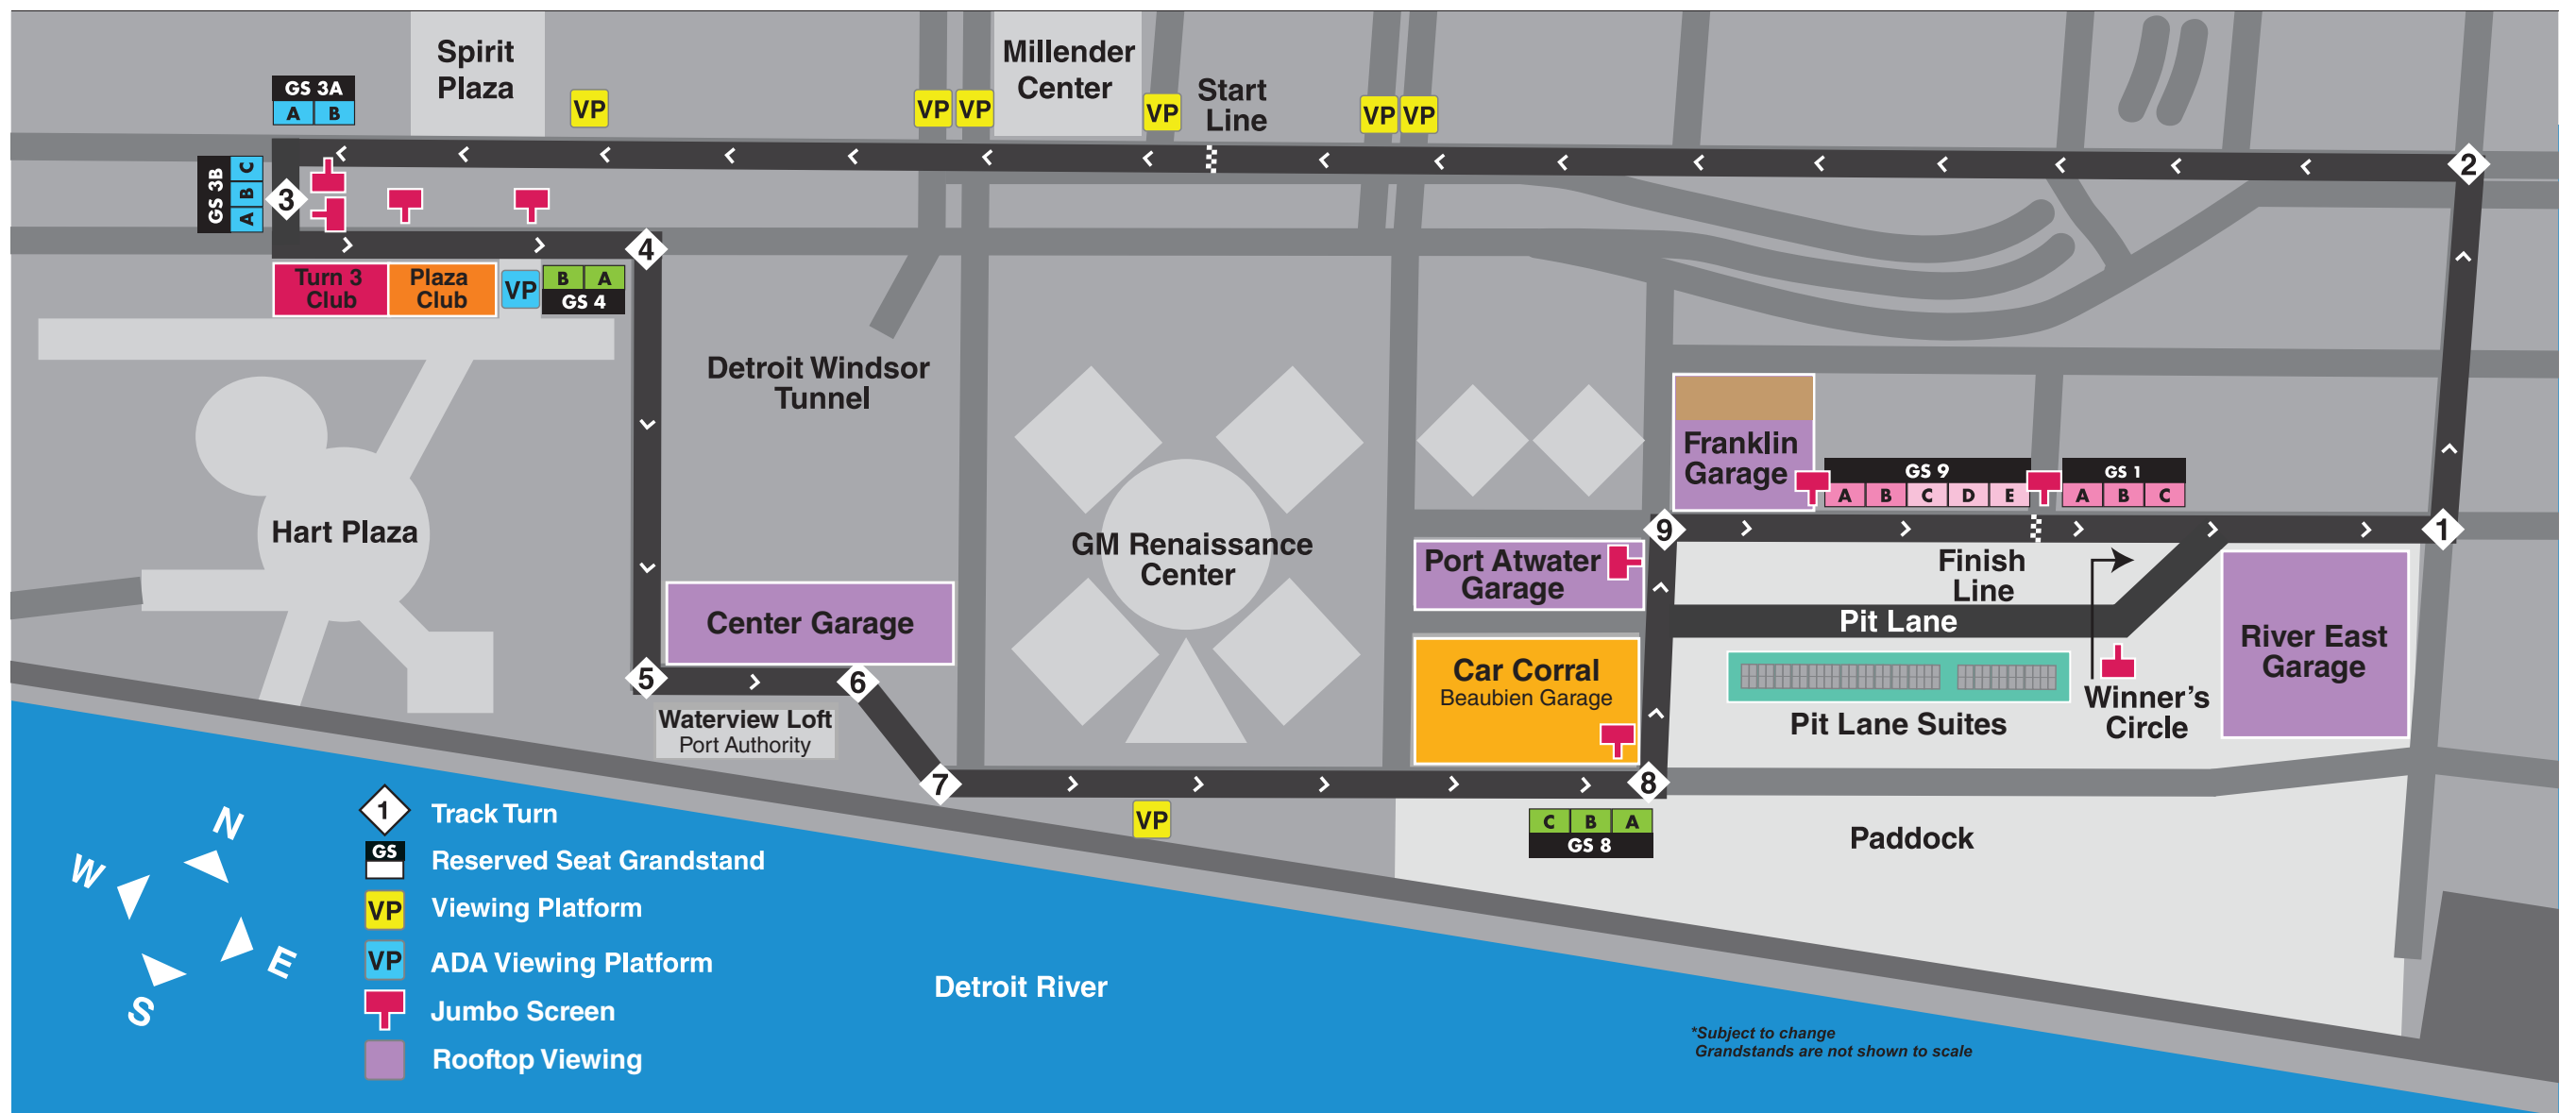 Spirit
Plaza
Millender
Center
Start
Line
GS 3A
A B
VP
VP
VP
VP
VP
VP
2
GS 3B
A B C
3
4
Turn 3
Club
Plaza
Club
VP
B A
GS 4
Detroit Windsor
Tunnel
Franklin
Garage
GS 9
A B C D E
GS 1
A B C
Hart Plaza
GM Renaissance
Center
9
1
Port Atwater
Garage
Finish
Line
Center Garage
Pit Lane
River East
Garage
5
6
Car Corral
Beaubien Garage
Waterview Loft
Port Authority
Pit Lane Suites
Winner's
Circle
7
8
VP
C B A
GS 8
Paddock
N
W
E
S
1 Track Turn
GS Reserved Seat Grandstand
VP Viewing Platform
VP ADA Viewing Platform
Jumbo Screen
Rooftop Viewing
Detroit River
*Subject to change
Grandstands are not shown to scale